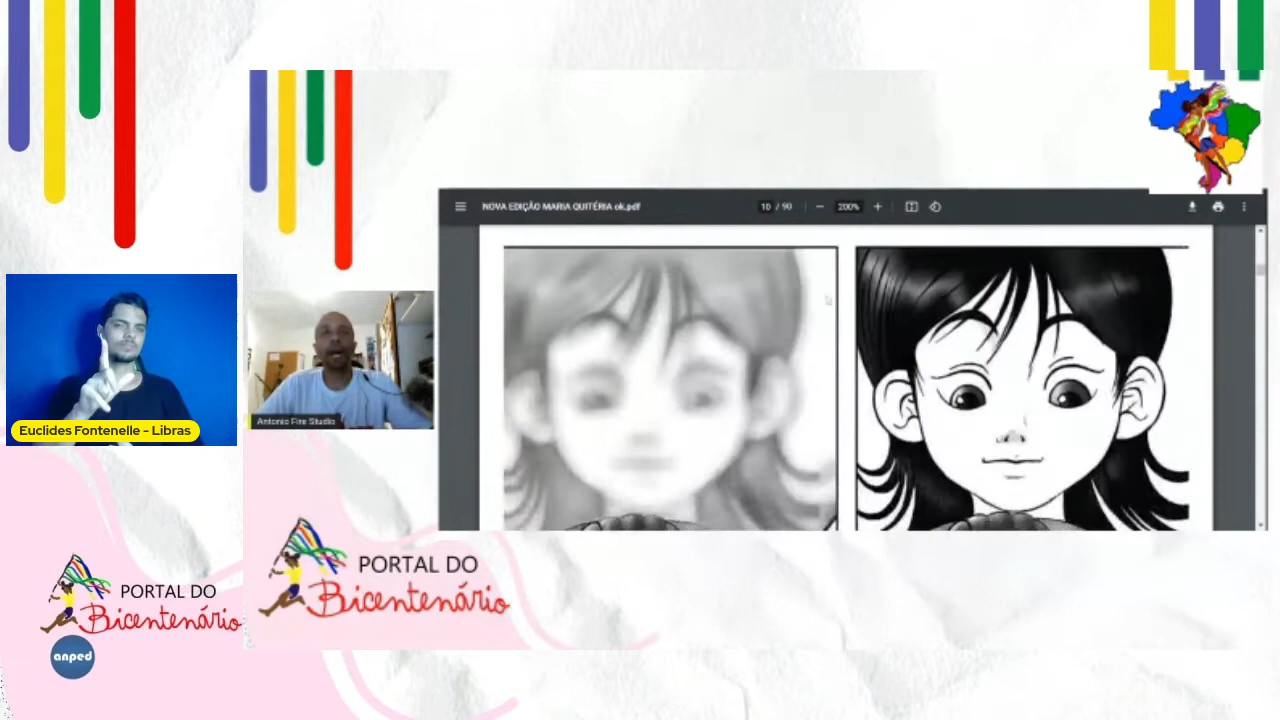 NOVA EDIÇÃO MARIA QUITÉRIA ok.pdf
10 / 90
200%
Euclides Fontenelle - Libras
Antonio Fire Studio
PORTAL DO
Bicentenário
PORTAL DO
Bicentenário
anped